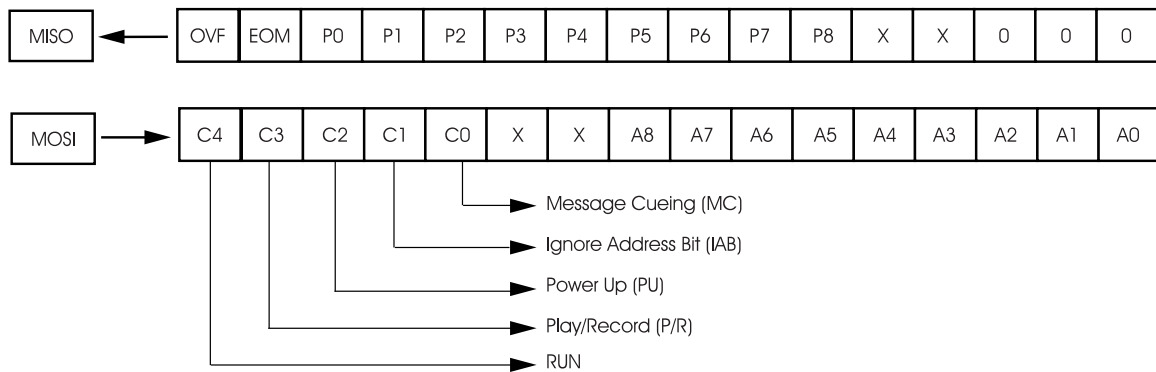 MISO OVF EOM P0 P1 P2 P3 P4 P5 P6 P7 P8 X X 0 0 0
MOSI C4 C3 C2 C1 C0 X X A8 A7 A6 A5 A4 A3 A2 A1 A0
Message Cueing (MC)
Ignore Address Bit (IAB)
Power Up (PU)
Play/Record (P/R)
RUN